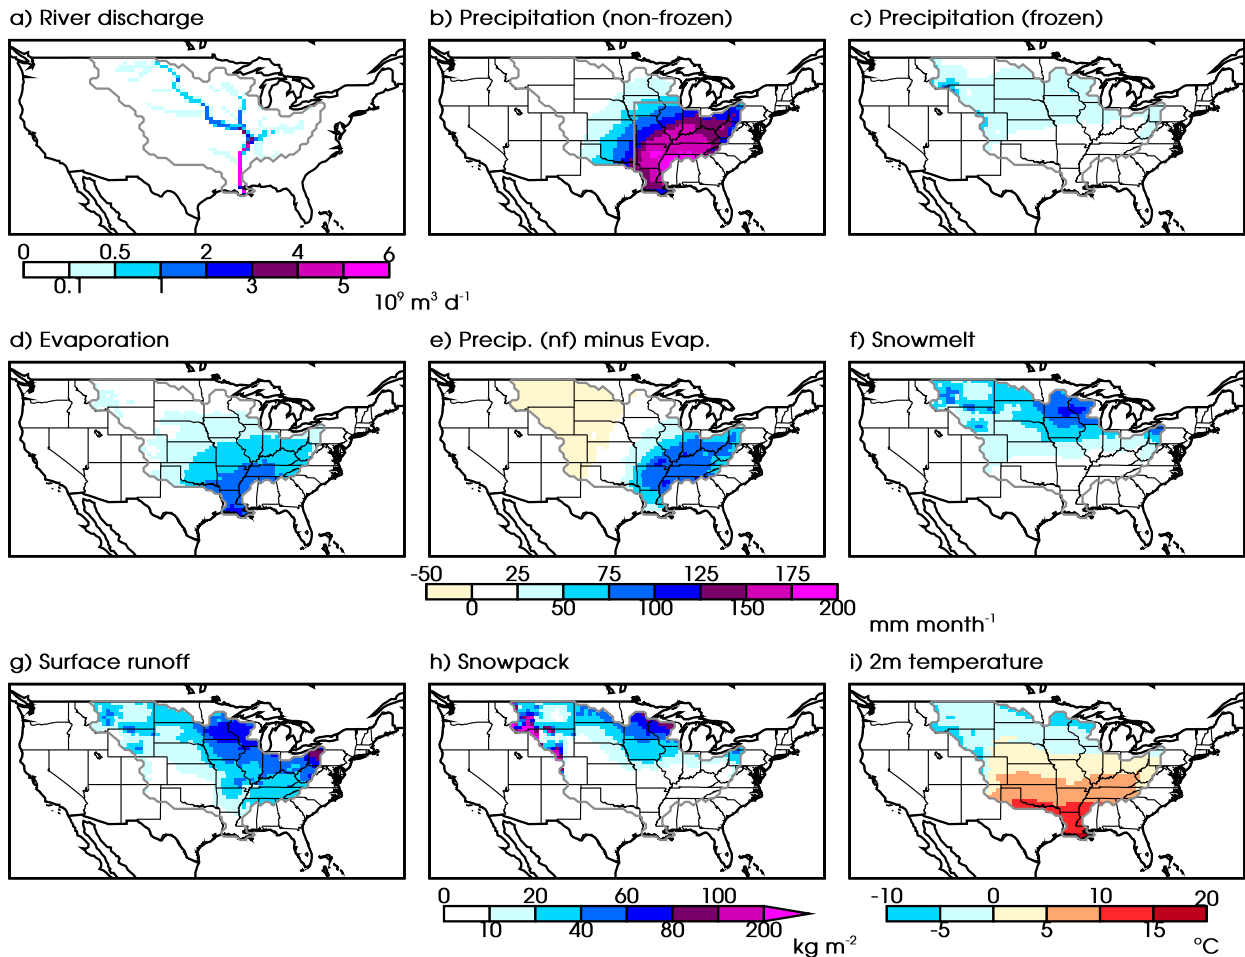 a) River discharge
b) Precipitation (non-frozen)
c) Precipitation (frozen)
0 0.5 2 4 6
0.1 1 3 5
10⁹ m³ d⁻¹
d) Evaporation
e) Precip. (nf) minus Evap.
f) Snowmelt
-50 25 75 125 175
0 50 100 150 200
mm month⁻¹
g) Surface runoff
h) Snowpack
i) 2m temperature
0 20 60 100
10 40 80 200
kg m⁻²
-10 0 10 20
-5 5 15
°C